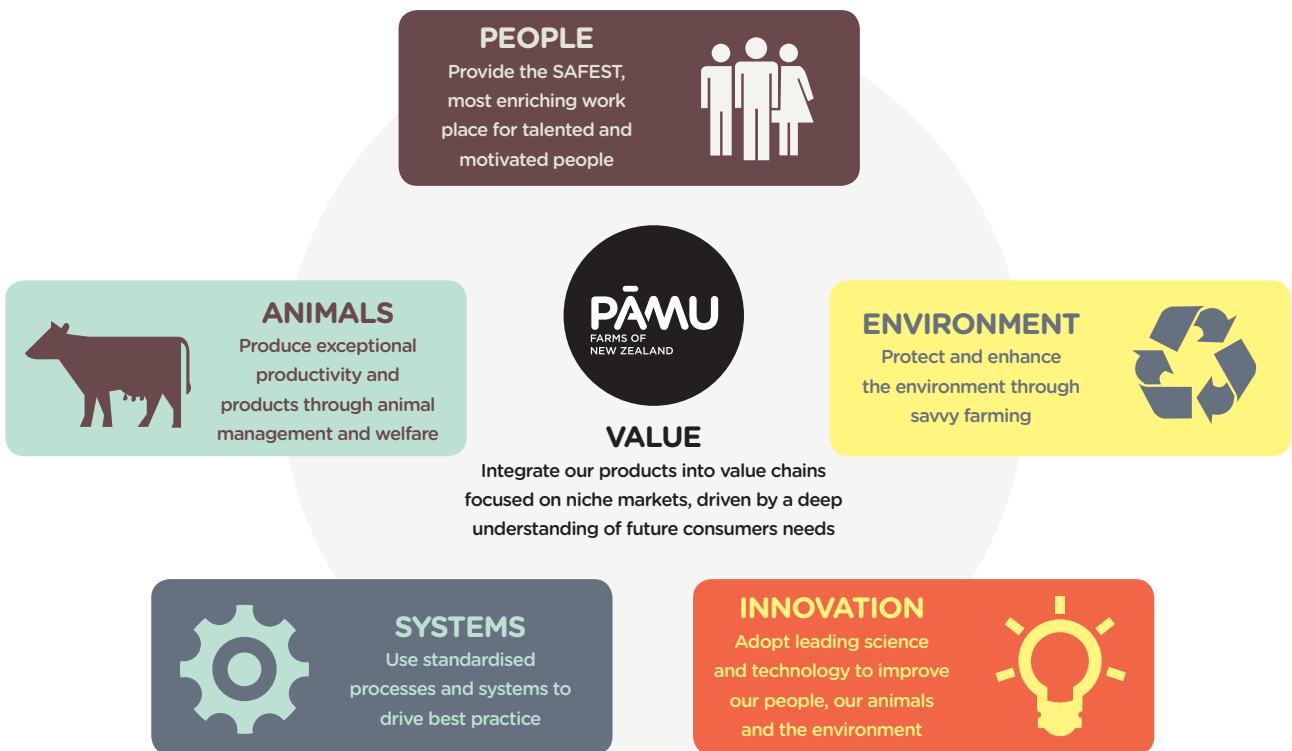 PEOPLE
Provide the SAFEST,
most enriching work
place for talented and
motivated people
ANIMALS
Produce exceptional
productivity and
products through animal
management and welfare
PĀMU
FARMS OF
NEW ZEALAND
VALUE
Integrate our products into value chains
focused on niche markets, driven by a deep
understanding of future consumers needs
ENVIRONMENT
Protect and enhance
the environment through
savvy farming
SYSTEMS
Use standardised
processes and systems to
drive best practice
INNOVATION
Adopt leading science
and technology to improve
our people, our animals
and the environment